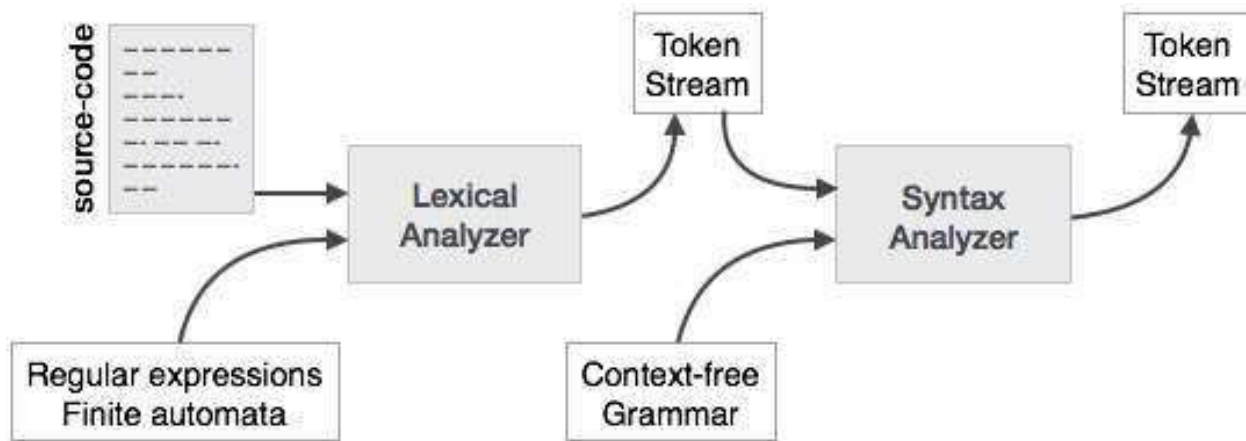 source-code
Token
Stream
Token
Stream
Lexical
Analyzer
Syntax
Analyzer
Regular expressions
Finite automata
Context-free
Grammar